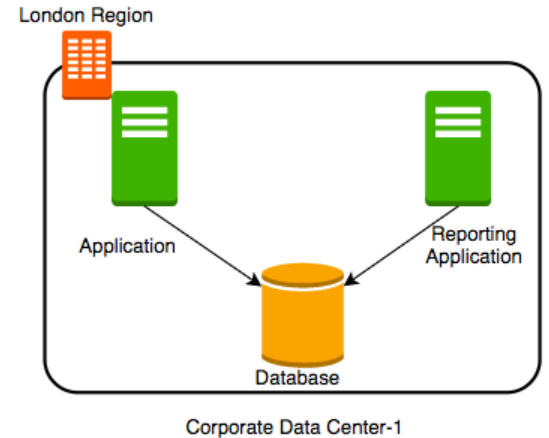 London Region
Application
Reporting
Application
Database
Corporate Data Center-1